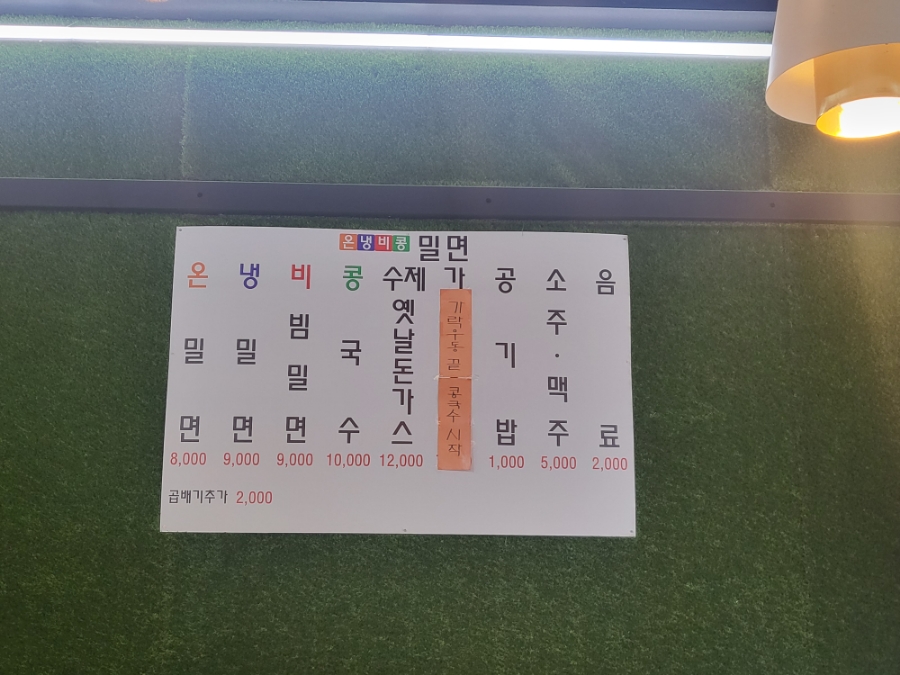 온냉비콩 밀면
온밀면 8,000
냉밀면 9,000
비빔밀면 9,000
콩국수 10,000
수제옛날돈가스 12,000
가
가락우동 끝- 콩국수 시작
공기밥 1,000
소주·맥주 5,000
음료 2,000
곱배기추가 2,000